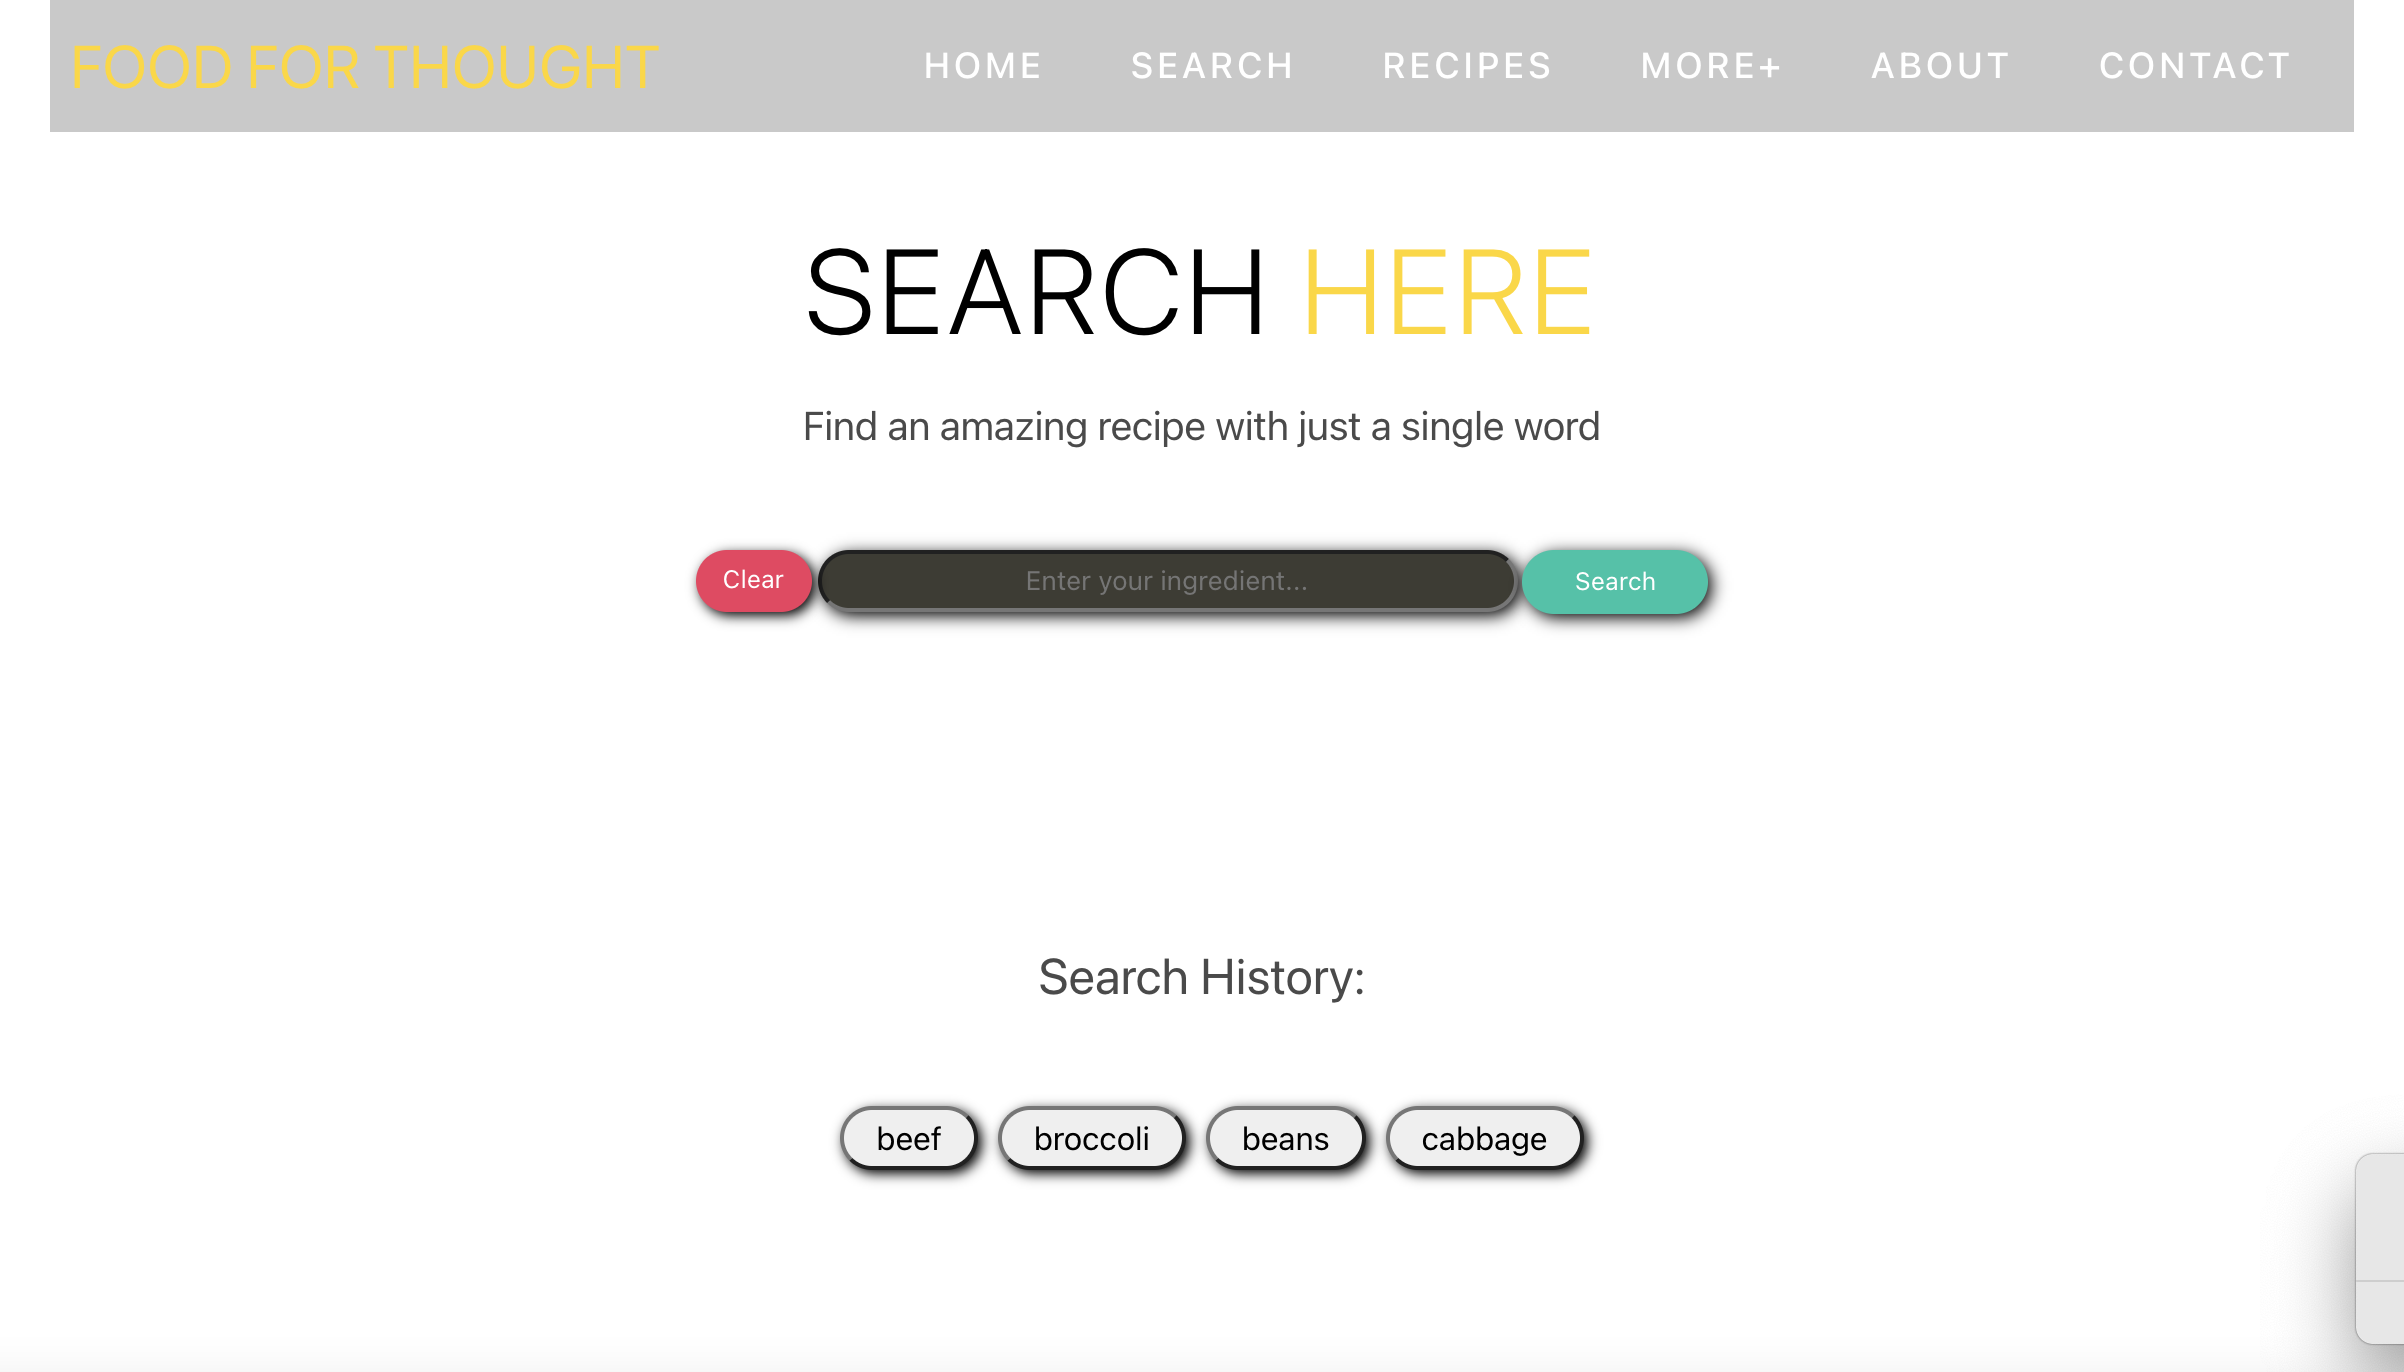 FOOD FOR THOUGHT HOME SEARCH RECIPES MORE+ ABOUT CONTACT
SEARCH HERE
Find an amazing recipe with just a single word
Clear Enter your ingredient... Search
Search History:
beef broccoli beans cabbage